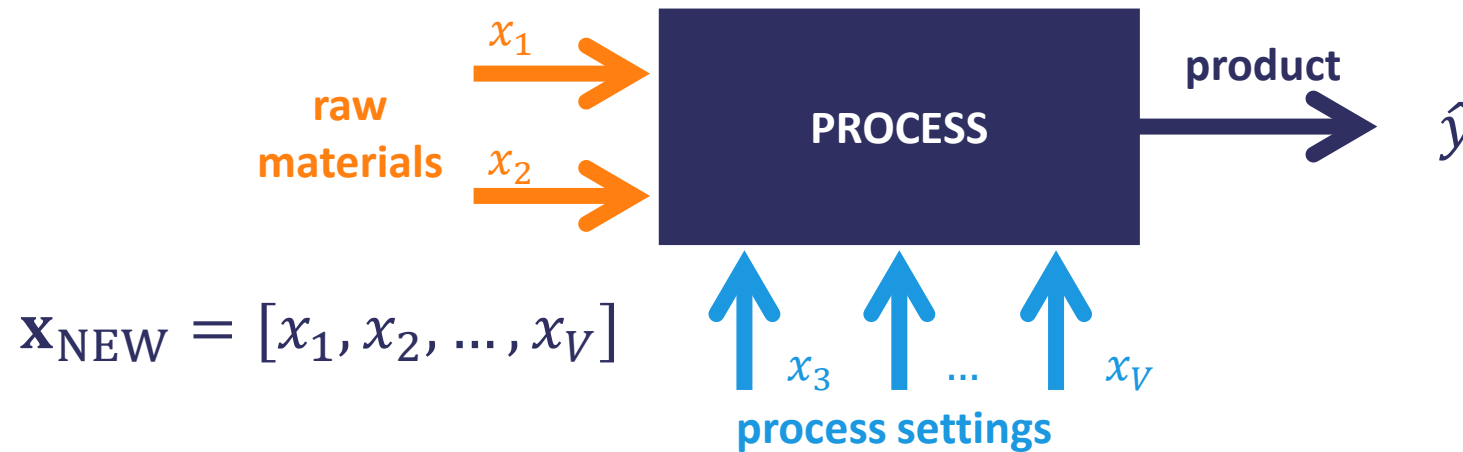 x₁
raw
materials
x₂
PROCESS
product
ŷ
𝐱_NEW = [x₁, x₂, …, x_V]
x₃ … x_V
process settings